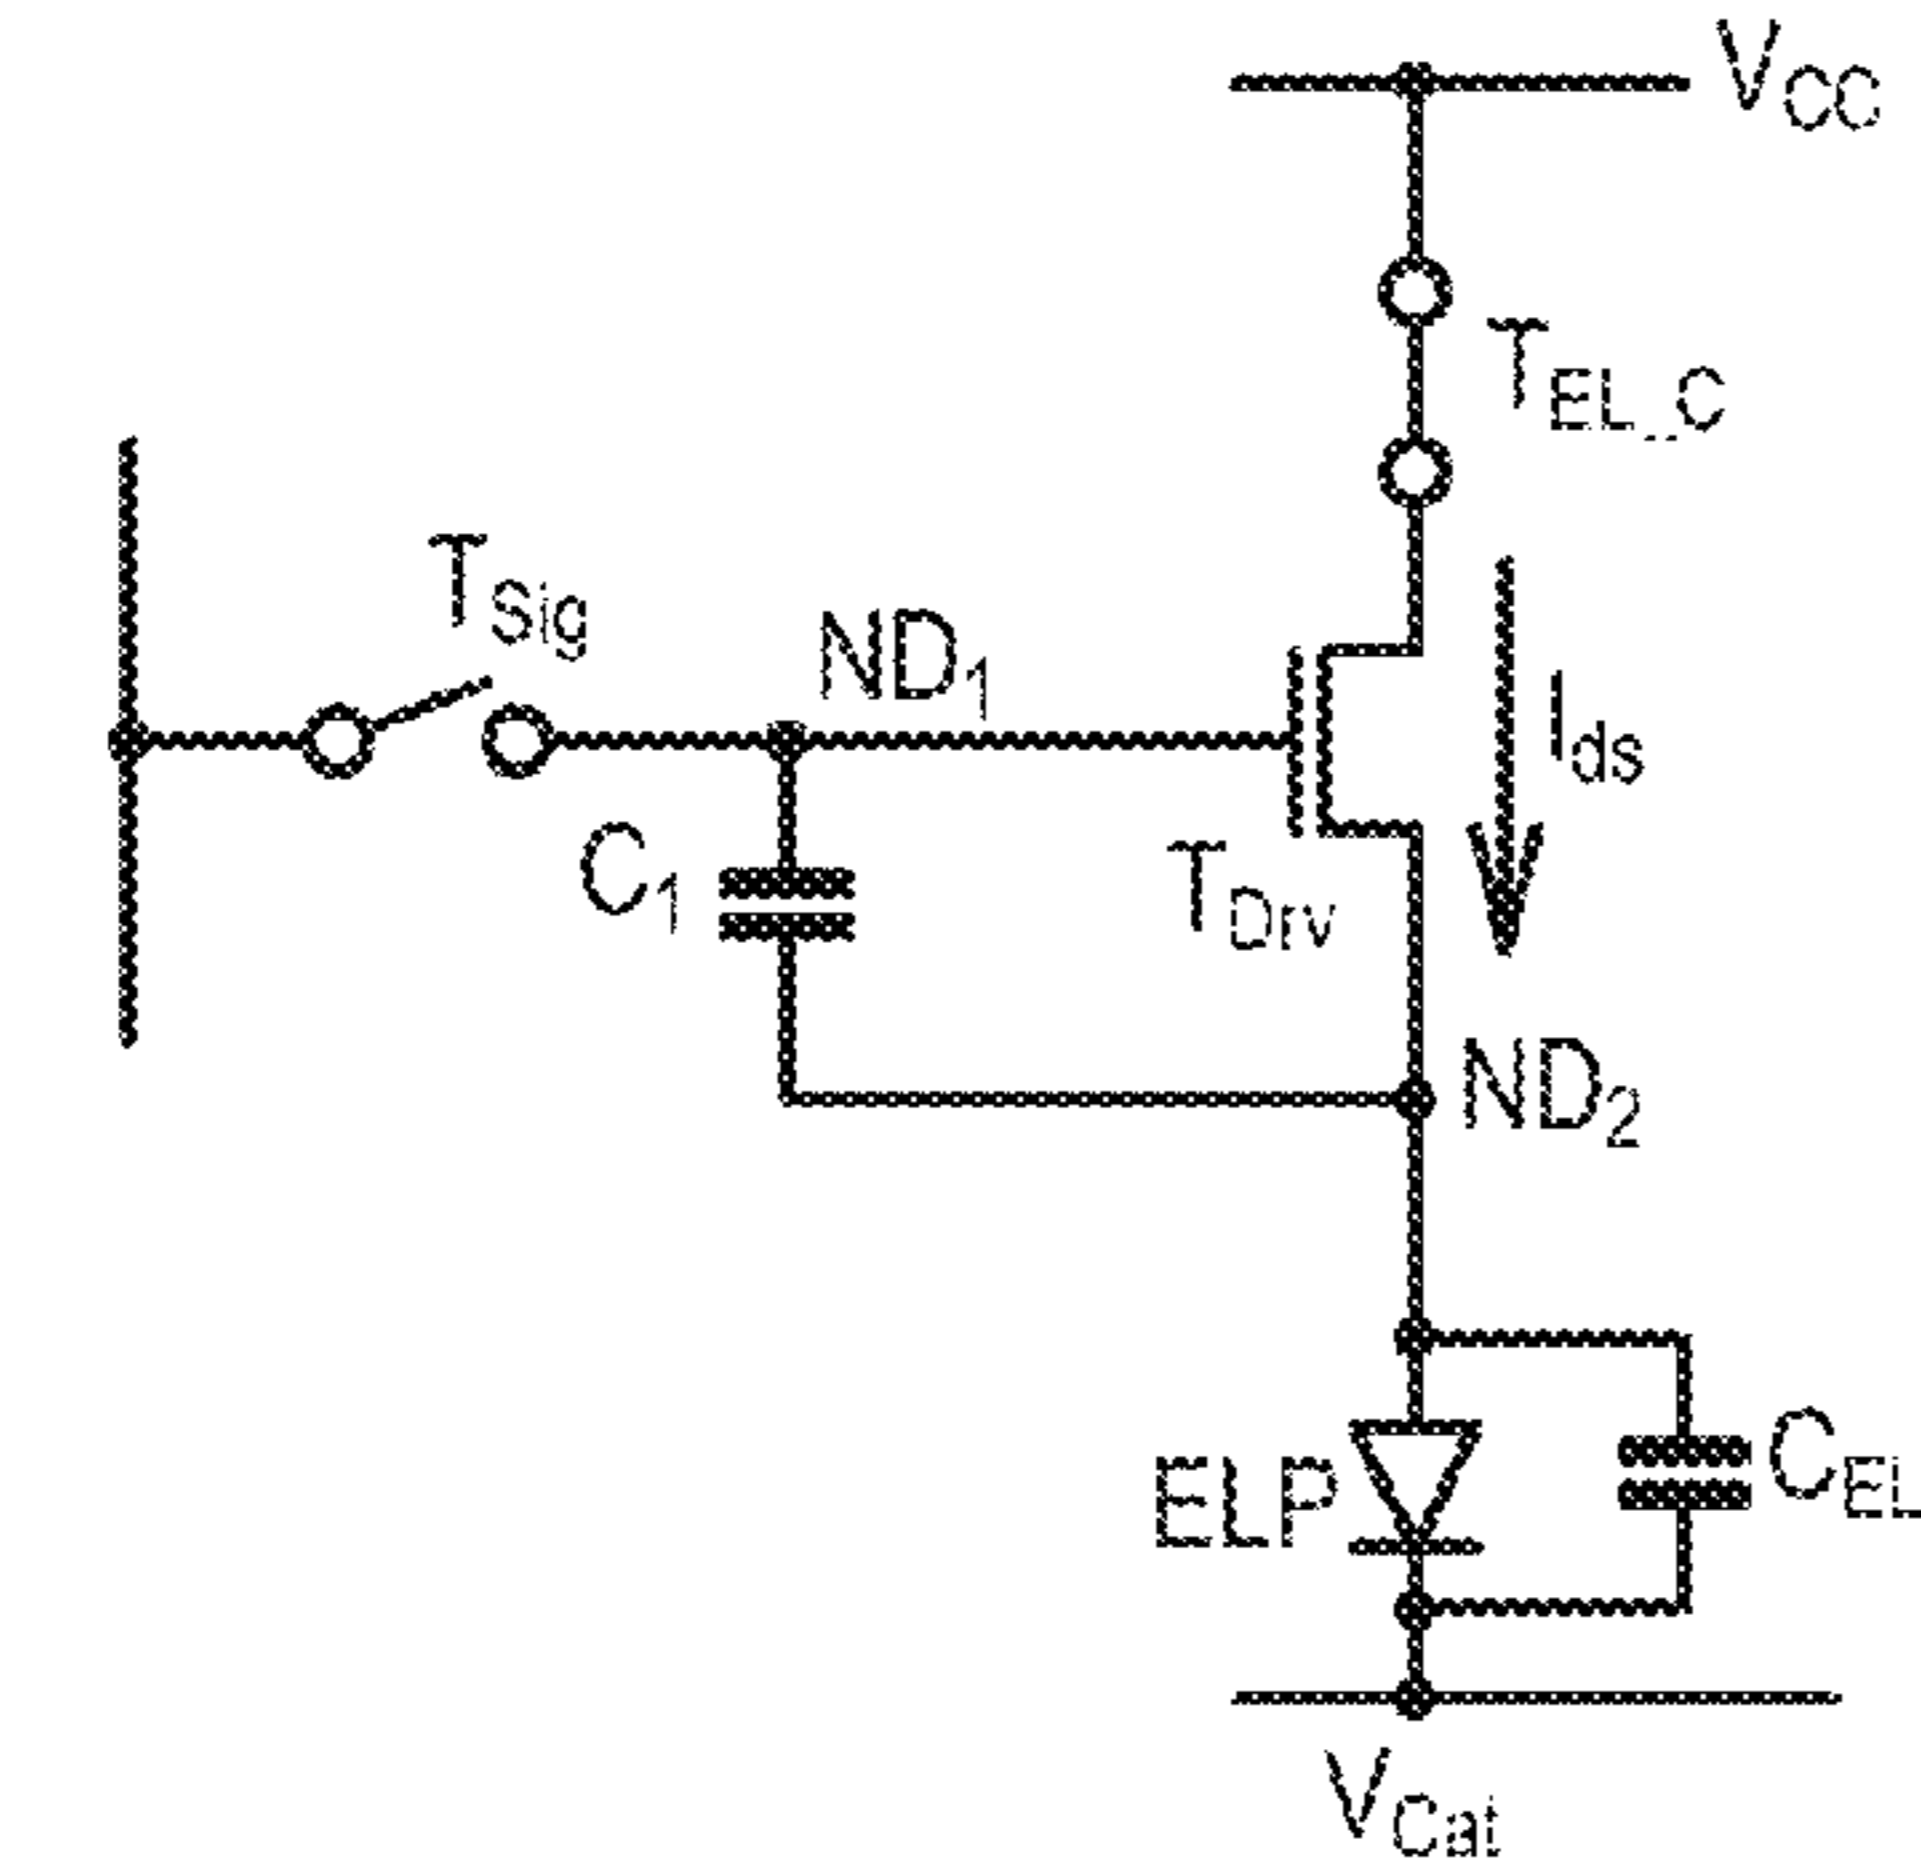 VCC
TEL_C
TSig
ND1
Ids
C1
TDrv
ND2
ELP
CEL
VCat